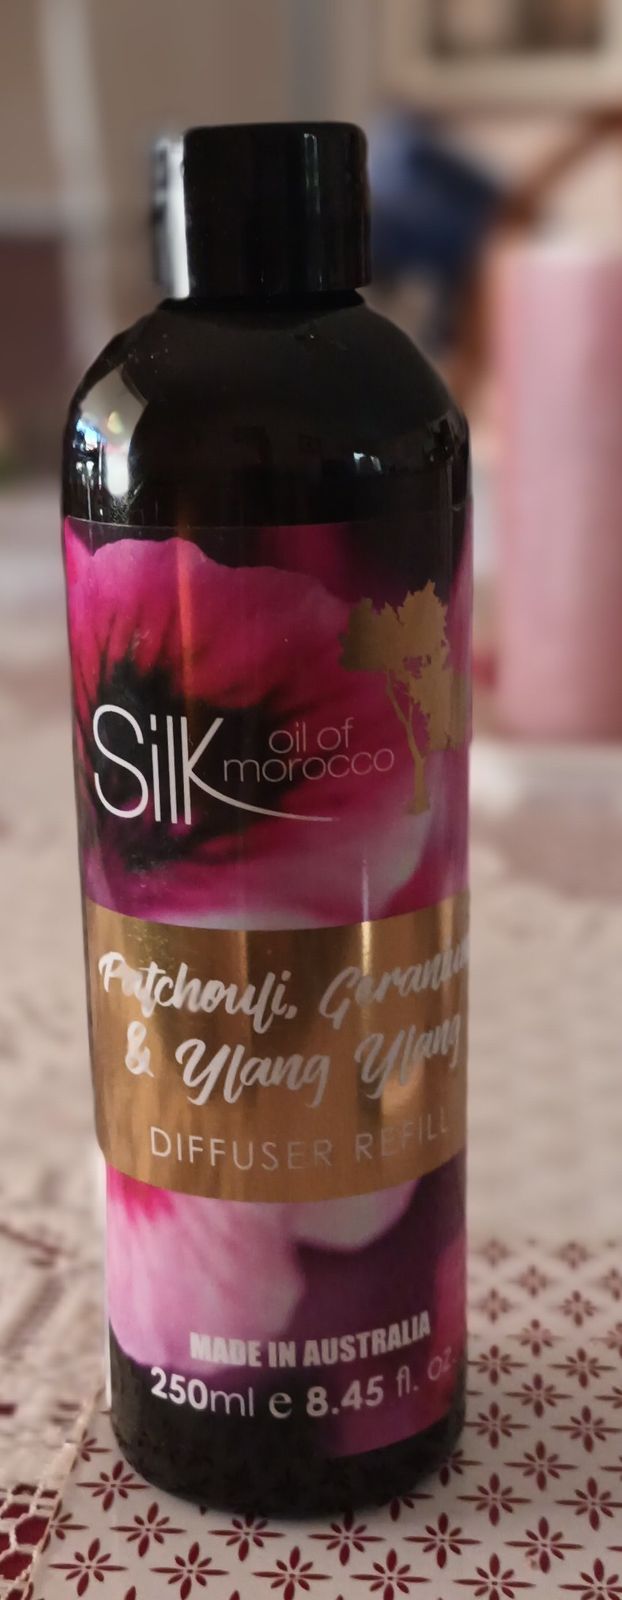 Silk oil of
morocco
Patchouli, Geranium
& Ylang Ylang
DIFFUSER REFILL
MADE IN AUSTRALIA
250ml e 8.45 fl. oz.